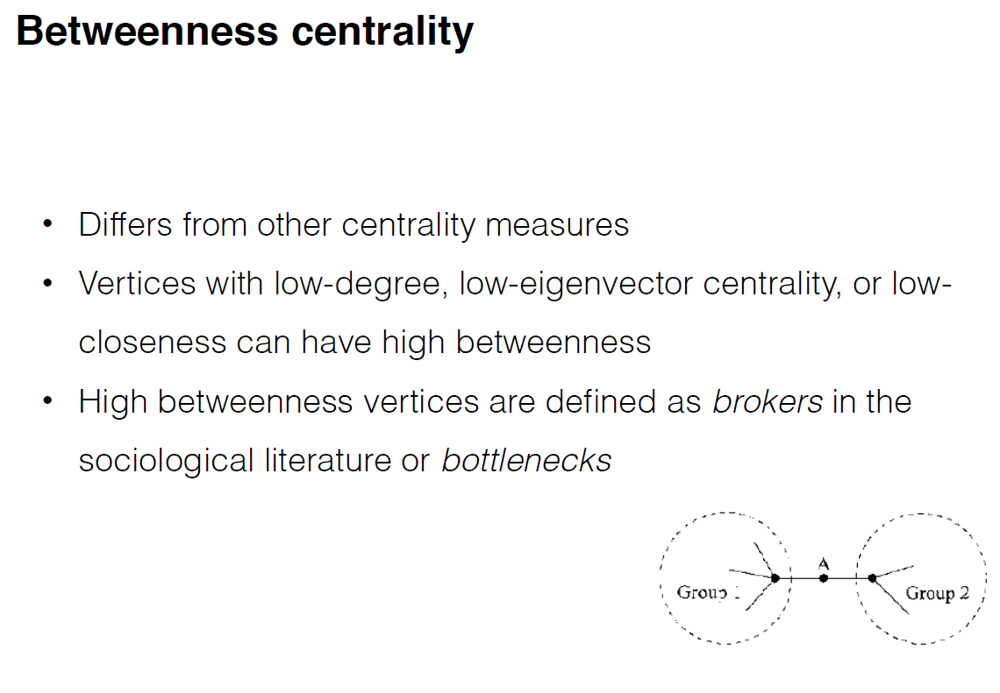 Betweenness centrality
• Differs from other centrality measures
• Vertices with low-degree, low-eigenvector centrality, or low-
closeness can have high betweenness
• High betweenness vertices are defined as brokers in the
sociological literature or bottlenecks
A
Group 1
Group 2